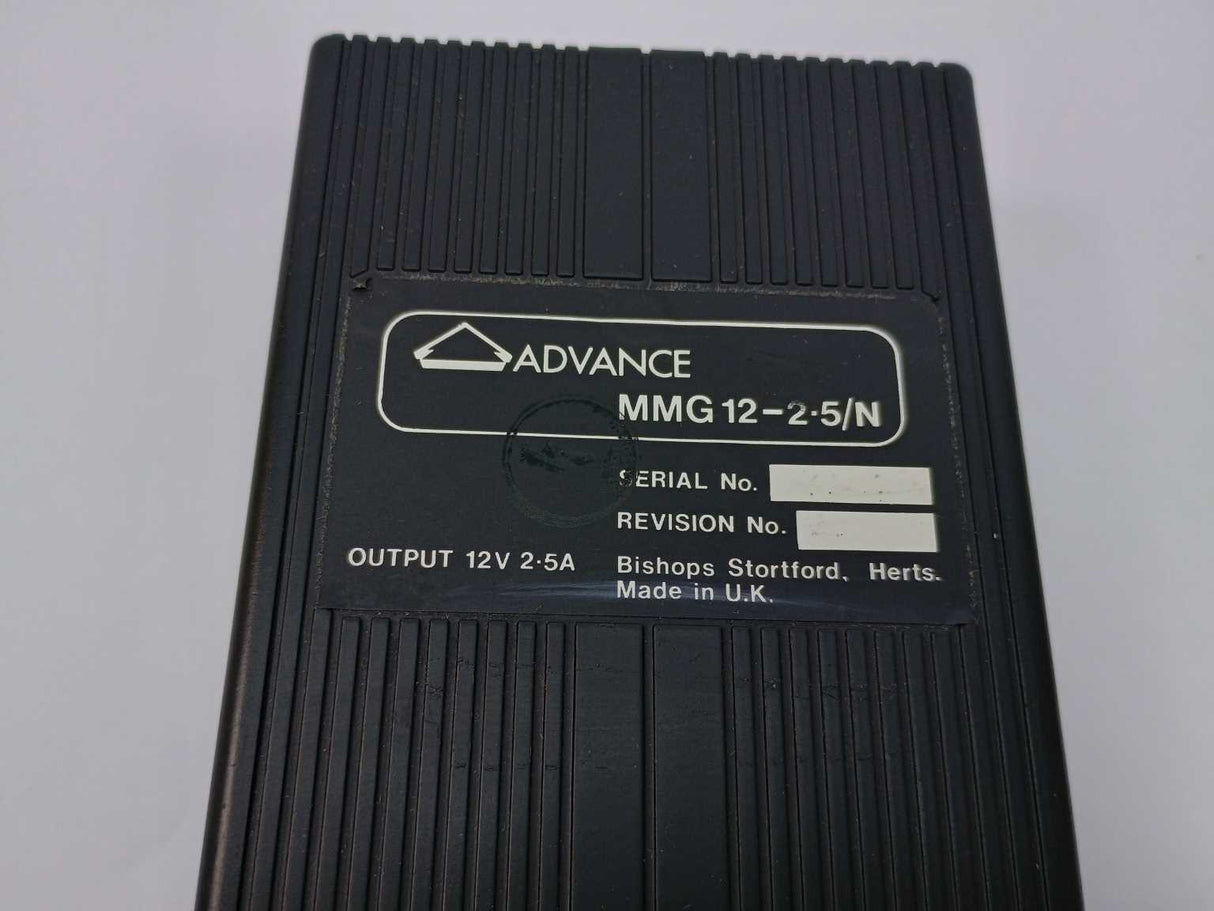 ADVANCE
MMG 12-2·5/N
SERIAL No.
REVISION No.
OUTPUT 12V 2·5A
Bishops Stortford, Herts.
Made in U.K.